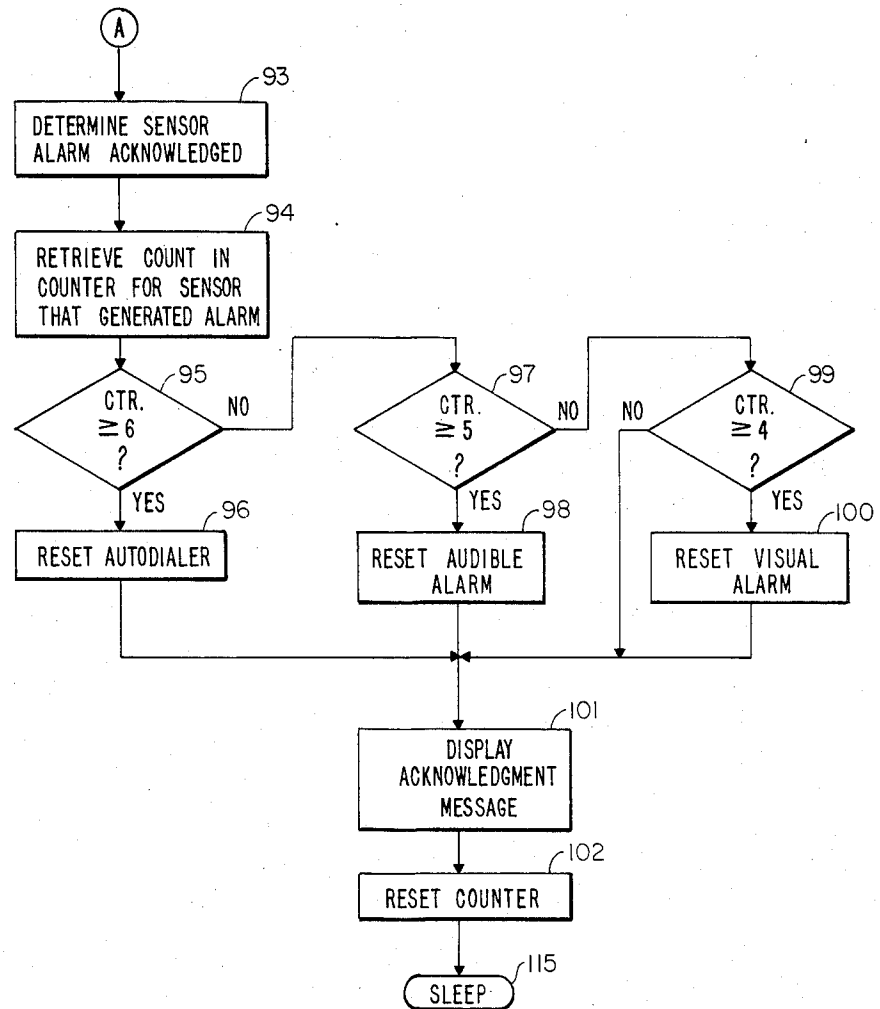 A
93
DETERMINE SENSOR
ALARM ACKNOWLEDGED
94
RETRIEVE COUNT IN
COUNTER FOR SENSOR
THAT GENERATED ALARM
95
CTR.
≥ 6
?
NO
YES
97
CTR.
≥ 5
?
NO
YES
99
CTR.
≥ 4
?
NO
YES
96
RESET AUTODIALER
98
RESET AUDIBLE
ALARM
100
RESET VISUAL
ALARM
101
DISPLAY
ACKNOWLEDGMENT
MESSAGE
102
RESET COUNTER
115
SLEEP